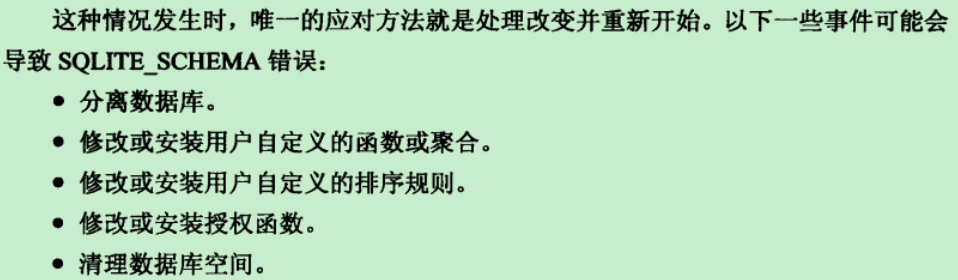 这种情况发生时，唯一的应对方法就是处理改变并重新开始。以下一些事件可能会
导致 SQLITE_SCHEMA 错误：
● 分离数据库。
● 修改或安装用户自定义的函数或聚合。
● 修改或安装用户自定义的排序规则。
● 修改或安装授权函数。
● 清理数据库空间。